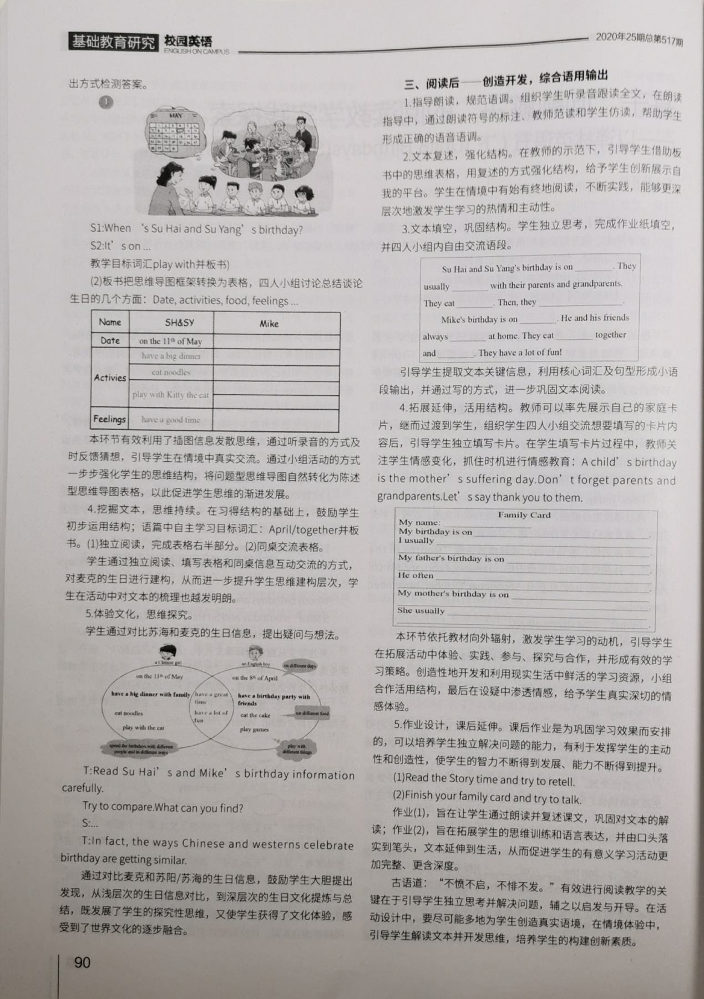 基础教育研究 校园英语
ENGLISH ON CAMPUS
2020年25期总第517期
出方式检测答案。
1
MAY
S1:When ‘s Su Hai and Su Yang’s birthday?
S2:It’s on ...
教学目标词汇play with并板书)
(2)板书把思维导图框架转换为表格，四人小组讨论总结谈论
生日的几个方面：Date, activities, food, feelings ...
Name SH&SY Mike
Date on the 11th of May
Activies have a big dinner
eat noodles
play with Kitty the cat
Feelings have a good time
本环节有效利用了插图信息发散思维，通过听录音的方式及
时反馈猜想，引导学生在情境中真实交流。通过小组活动的方式
一步步强化学生的思维结构，将问题型思维导图自然转化为陈述
型思维导图表格，以此促进学生思维的渐进发展。
4.挖掘文本，思维持续。在习得结构的基础上，鼓励学生
初步运用结构；语篇中自主学习目标词汇：April/together并板
书。(1)独立阅读，完成表格右半部分。(2)同桌交流表格。
学生通过独立阅读、填写表格和同桌信息互动交流的方式，
对麦克的生日进行建构，从而进一步提升学生思维建构层次，学
生在活动中对文本的梳理也越发明朗。
5.体验文化，思维探究。
学生通过对比苏海和麦克的生日信息，提出疑问与想法。
a Chinese girl
an English boy
on different days
on the 11th of May
on the 8th of April
have a big dinner with family
have a great
time
have a birthday party with
friends
eat noodles
have a lot of
fun
eat the cake
eat different food
play with the cat
play games
spend the birthdays with different
people and in different ways
play with
different things
T:Read Su Hai’s and Mike’s birthday information
carefully.
Try to compare.What can you find?
S:...
T:In fact, the ways Chinese and westerns celebrate
birthday are getting similar.
通过对比麦克和苏阳/苏海的生日信息，鼓励学生大胆提出
发现，从浅层次的生日信息对比，到深层次的生日文化提炼与总
结，既发展了学生的探究性思维，又使学生获得了文化体验，感
受到了世界文化的逐步融合。
三、阅读后——创造开发，综合语用输出
1.指导朗读，规范语调。组织学生听录音跟读全文，在朗读
指导中，通过朗读符号的标注、教师范读和学生仿读，帮助学生
形成正确的语音语调。
2.文本复述，强化结构。在教师的示范下，引导学生借助板
书中的思维表格，用复述的方式强化结构，给予学生创新展示自
我的平台。学生在情境中有始有终地阅读，不断实践，能够更深
层次地激发学生学习的热情和主动性。
3.文本填空，巩固结构。学生独立思考，完成作业纸填空，
并四人小组内自由交流语段。
Su Hai and Su Yang's birthday is on ________. They
usually ________ with their parents and grandparents.
They eat ________. Then, they ____________________.
Mike's birthday is on ________. He and his friends
always ________ at home. They eat ________ together
and ________. They have a lot of fun!
引导学生提取文本关键信息，利用核心词汇及句型形成小语
段输出，并通过写的方式，进一步巩固文本阅读。
4.拓展延伸，活用结构。教师可以率先展示自己的家庭卡
片，继而过渡到学生，组织学生四人小组交流想要填写的卡片内
容后，引导学生独立填写卡片。在学生填写卡片过程中，教师关
注学生情感变化，抓住时机进行情感教育：A child’s birthday
is the mother’s suffering day.Don’t forget parents and
grandparents.Let’s say thank you to them.
Family Card
My name: ____________________
My birthday is on ________________________________.
I usually ________________________________________
________________________________________.
My father's birthday is on ________________________
________________________________________.
He often ________________________________________
________________________________________.
My mother's birthday is on ________________________
________________________________________.
She usually ________________________________________
________________________________________.
本环节依托教材向外辐射，激发学生学习的动机，引导学生
在拓展活动中体验、实践、参与、探究与合作，并形成有效的学
习策略。创造性地开发和利用现实生活中鲜活的学习资源，小组
合作活用结构，最后在设疑中渗透情感，给予学生真实深切的情
感体验。
5.作业设计，课后延伸。课后作业是为巩固学习效果而安排
的，可以培养学生独立解决问题的能力，有利于发挥学生的主动
性和创造性，使学生的智力不断得到发展、能力不断得到提升。
(1)Read the Story time and try to retell.
(2)Finish your family card and try to talk.
作业(1)，旨在让学生通过朗读并复述课文，巩固对文本的解
读；作业(2)，旨在拓展学生的思维训练和语言表达，并由口头落
实到笔头，文本延伸到生活，从而促进学生的有意义学习活动更
加完整、更含深度。
古语道：“不愤不启，不悱不发。”有效进行阅读教学的关
键在于引导学生独立思考并解决问题，辅之以启发与开导。在活
动设计中，要尽可能多地为学生创造真实语境，在情境体验中，
引导学生解读文本并开发思维，培养学生的构建创新素质。
90